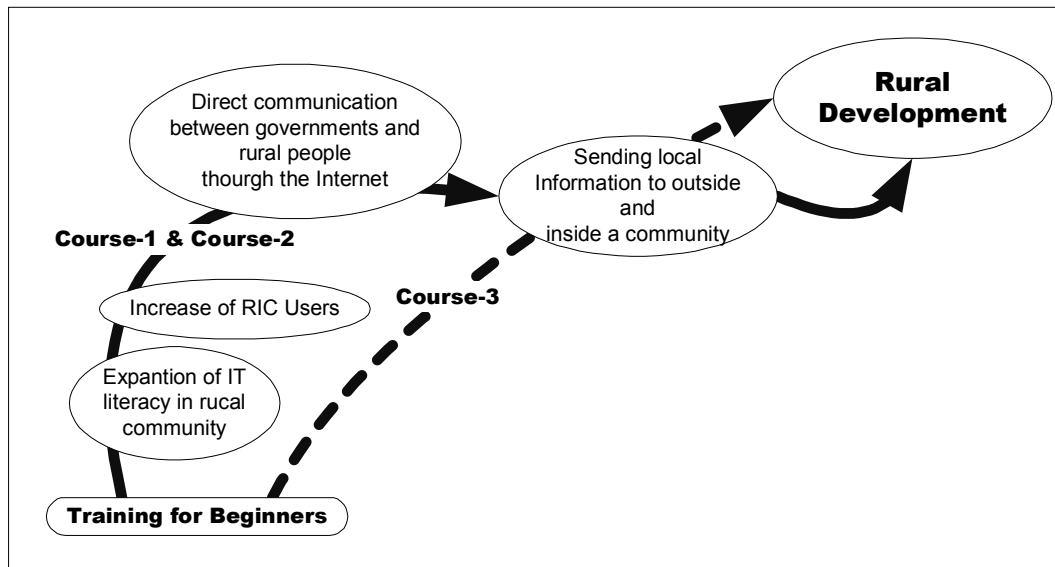 Rural
Development
Direct communication
between governments and
rural people
thourgh the Internet
Sending local
Information to outside
and
inside a community
Course-1 & Course-2
Course-3
Increase of RIC Users
Expantion of IT
literacy in rucal
community
Training for Beginners